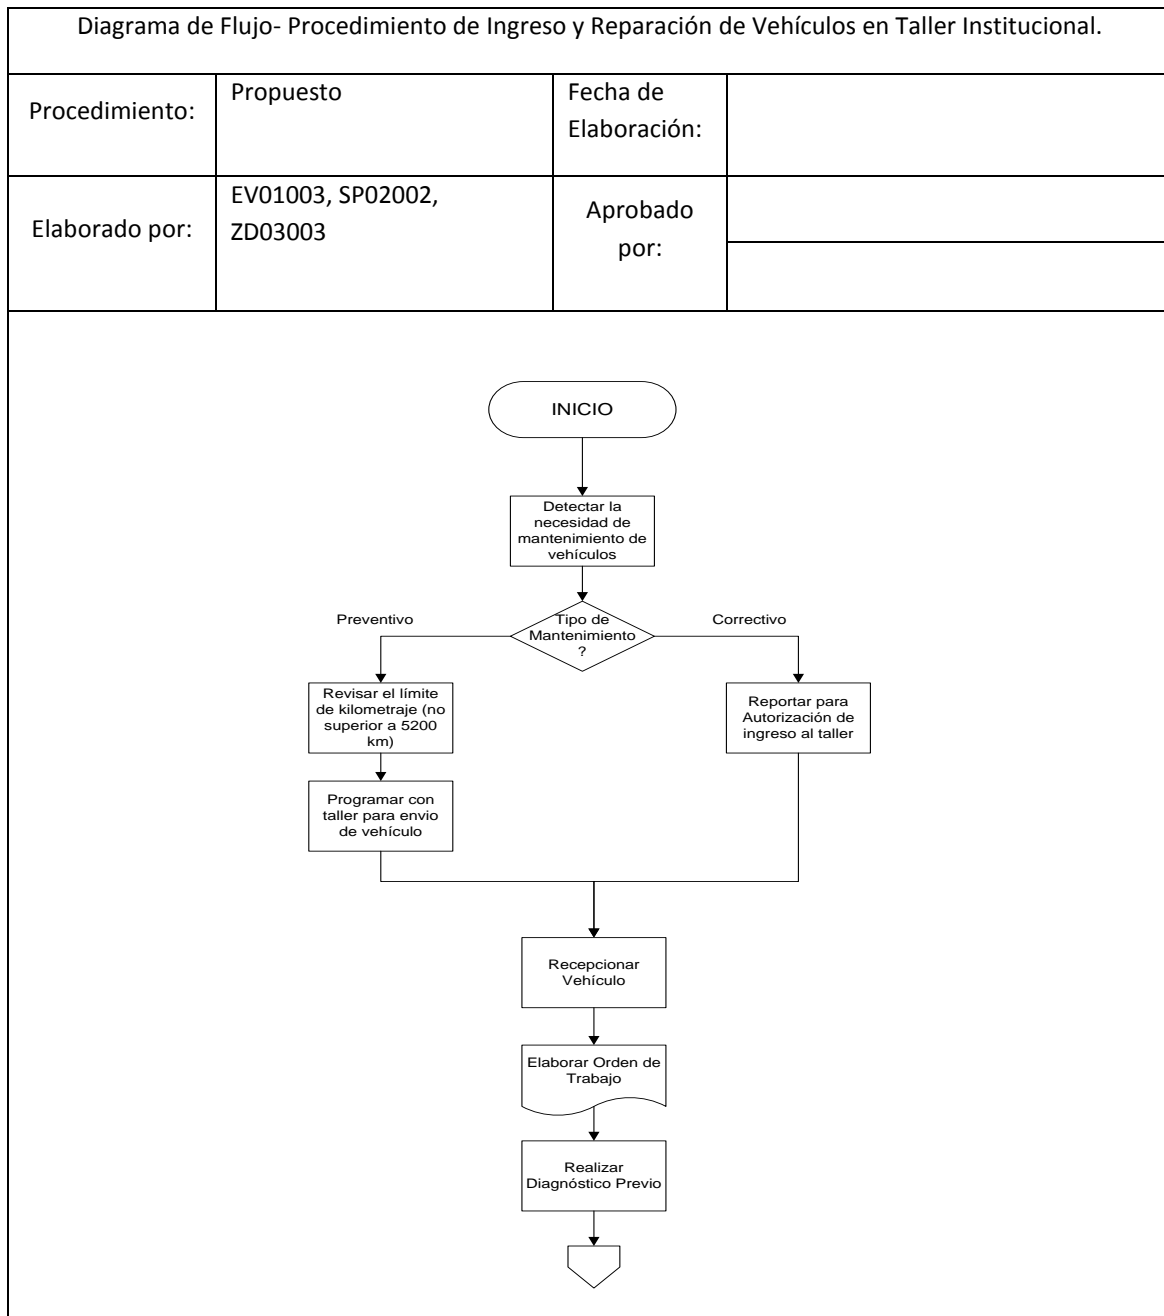 Diagrama de Flujo- Procedimiento de Ingreso y Reparación de Vehículos en Taller Institucional.
Procedimiento:
Propuesto
Fecha de
Elaboración:
Elaborado por:
EV01003, SP02002,
ZD03003
Aprobado
por:
INICIO
Detectar la
necesidad de
mantenimiento de
vehículos
Tipo de
Mantenimiento
?
Preventivo
Correctivo
Revisar el límite
de kilometraje (no
superior a 5200
km)
Reportar para
Autorización de
ingreso al taller
Programar con
taller para envio
de vehículo
Recepcionar
Vehículo
Elaborar Orden de
Trabajo
Realizar
Diagnóstico Previo